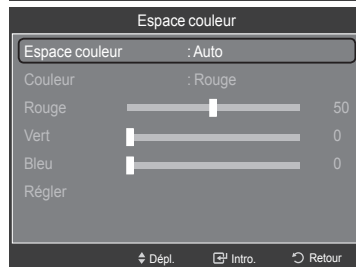 Espace couleur
Espace couleur : Auto
Couleur : Rouge
Rouge 50
Vert 0
Bleu 0
Régler
Dépl. Intro. Retour